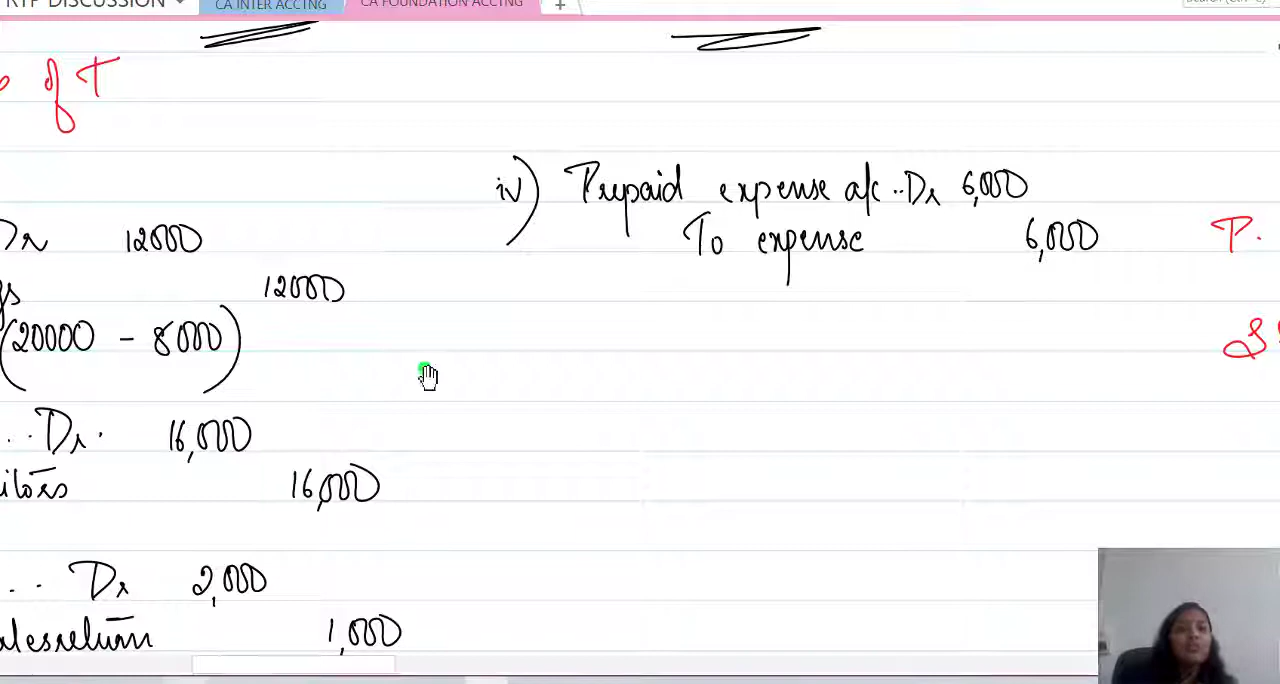 RTP DISCUSSION
CA INTER ACCTNG
CA FOUNDATION ACCTNG
+
of T
Dr 12000
12000
(20000 - 8000)
... Dr. 16,000
16,000
... Dr 2,000
1,000
iv) Prepaid expense a/c .. Dr 6,000
To expense 6,000
P.